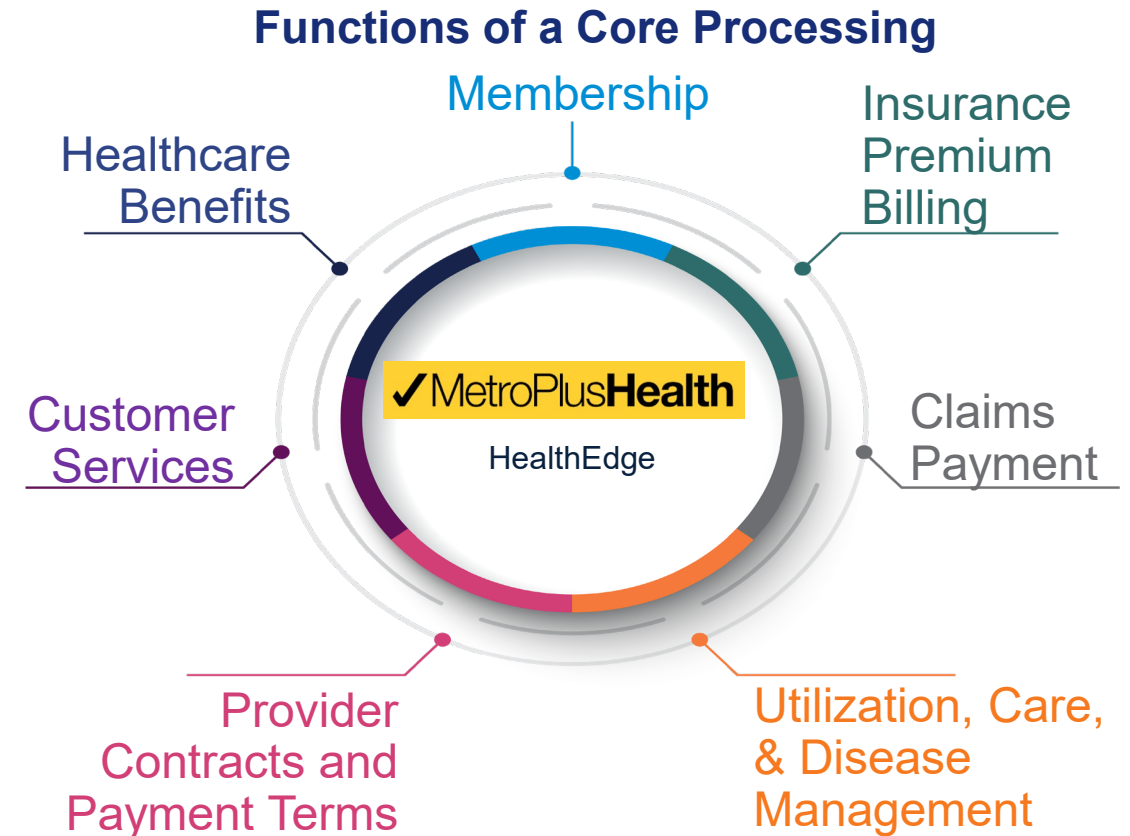 Functions of a Core Processing
Membership
Insurance
Premium
Billing
Healthcare
Benefits
✓MetroPlusHealth
HealthEdge
Customer
Services
Claims
Payment
Provider
Contracts and
Payment Terms
Utilization, Care,
& Disease
Management